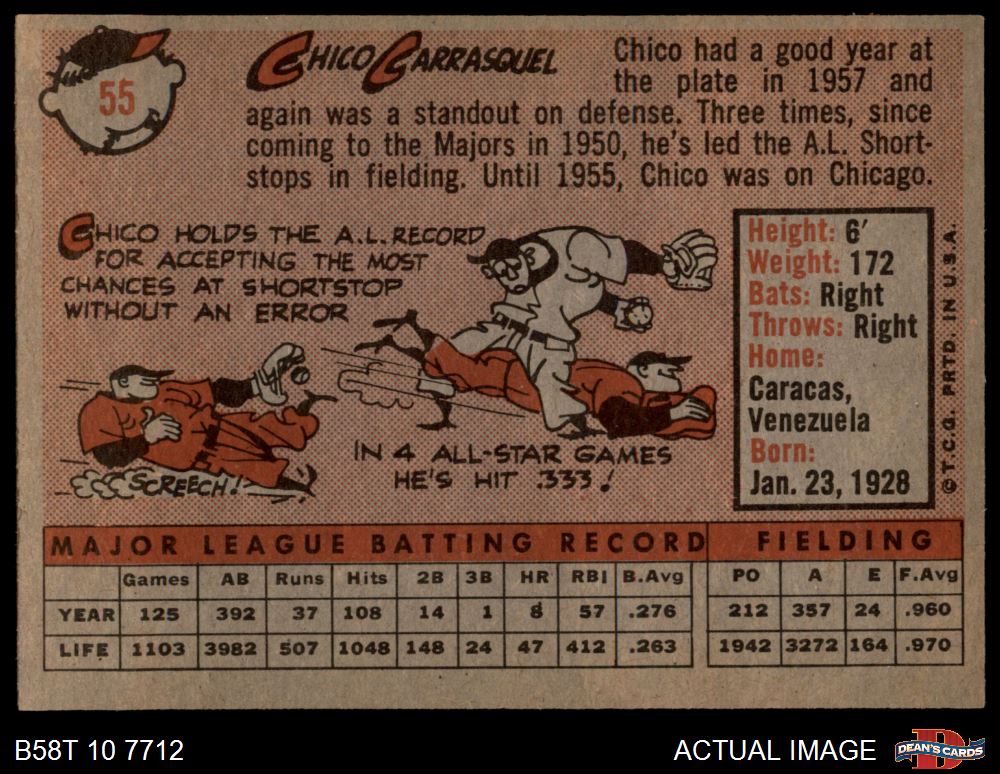 55
CHICO CARRASQUEL
Chico had a good year at
the plate in 1957 and
again was a standout on defense. Three times, since
coming to the Majors in 1950, he's led the A.L. Short-
stops in fielding. Until 1955, Chico was on Chicago.
CHICO HOLDS THE A.L. RECORD
FOR ACCEPTING THE MOST
CHANCES AT SHORTSTOP
WITHOUT AN ERROR
SCREECH!
IN 4 ALL-STAR GAMES
HE'S HIT .333!
Height: 6'
Weight: 172
Bats: Right
Throws: Right
Home:
Caracas,
Venezuela
Born:
Jan. 23, 1928
© T.C.G. PRTD. IN U.S.A.
MAJOR LEAGUE BATTING RECORD FIELDING
Games AB Runs Hits 2B 3B HR RBI B.Avg PO A E F.Avg
YEAR 125 392 37 108 14 1 8 57 .276 212 357 24 .960
LIFE 1103 3982 507 1048 148 24 47 412 .263 1942 3272 164 .970
B58T 10 7712
ACTUAL IMAGE
DEAN'S CARDS